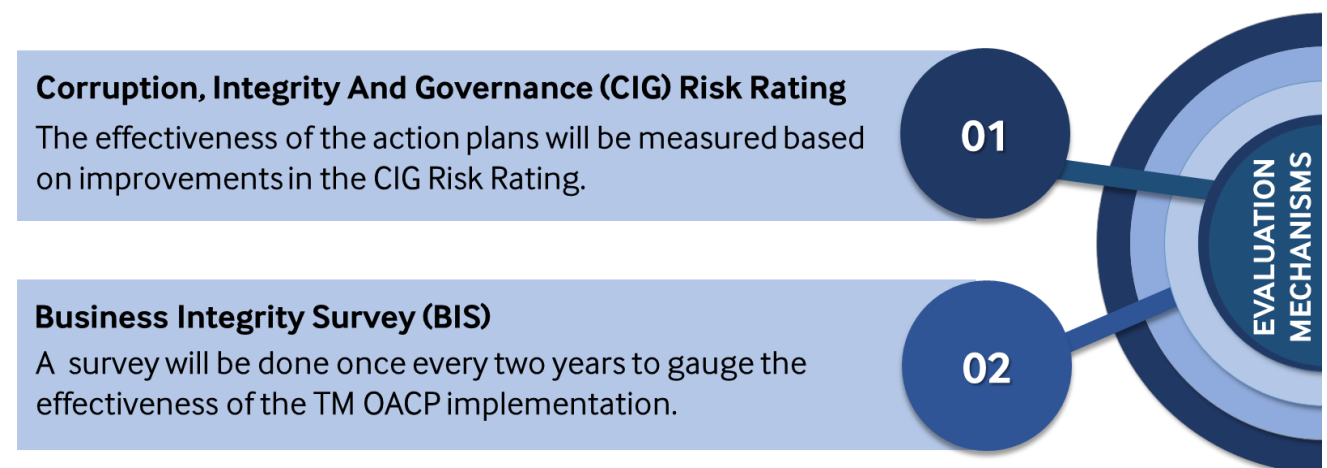 Corruption, Integrity And Governance (CIG) Risk Rating
The effectiveness of the action plans will be measured based
on improvements in the CIG Risk Rating.
01
Business Integrity Survey (BIS)
A survey will be done once every two years to gauge the
effectiveness of the TM OACP implementation.
02
EVALUATION
MECHANISMS